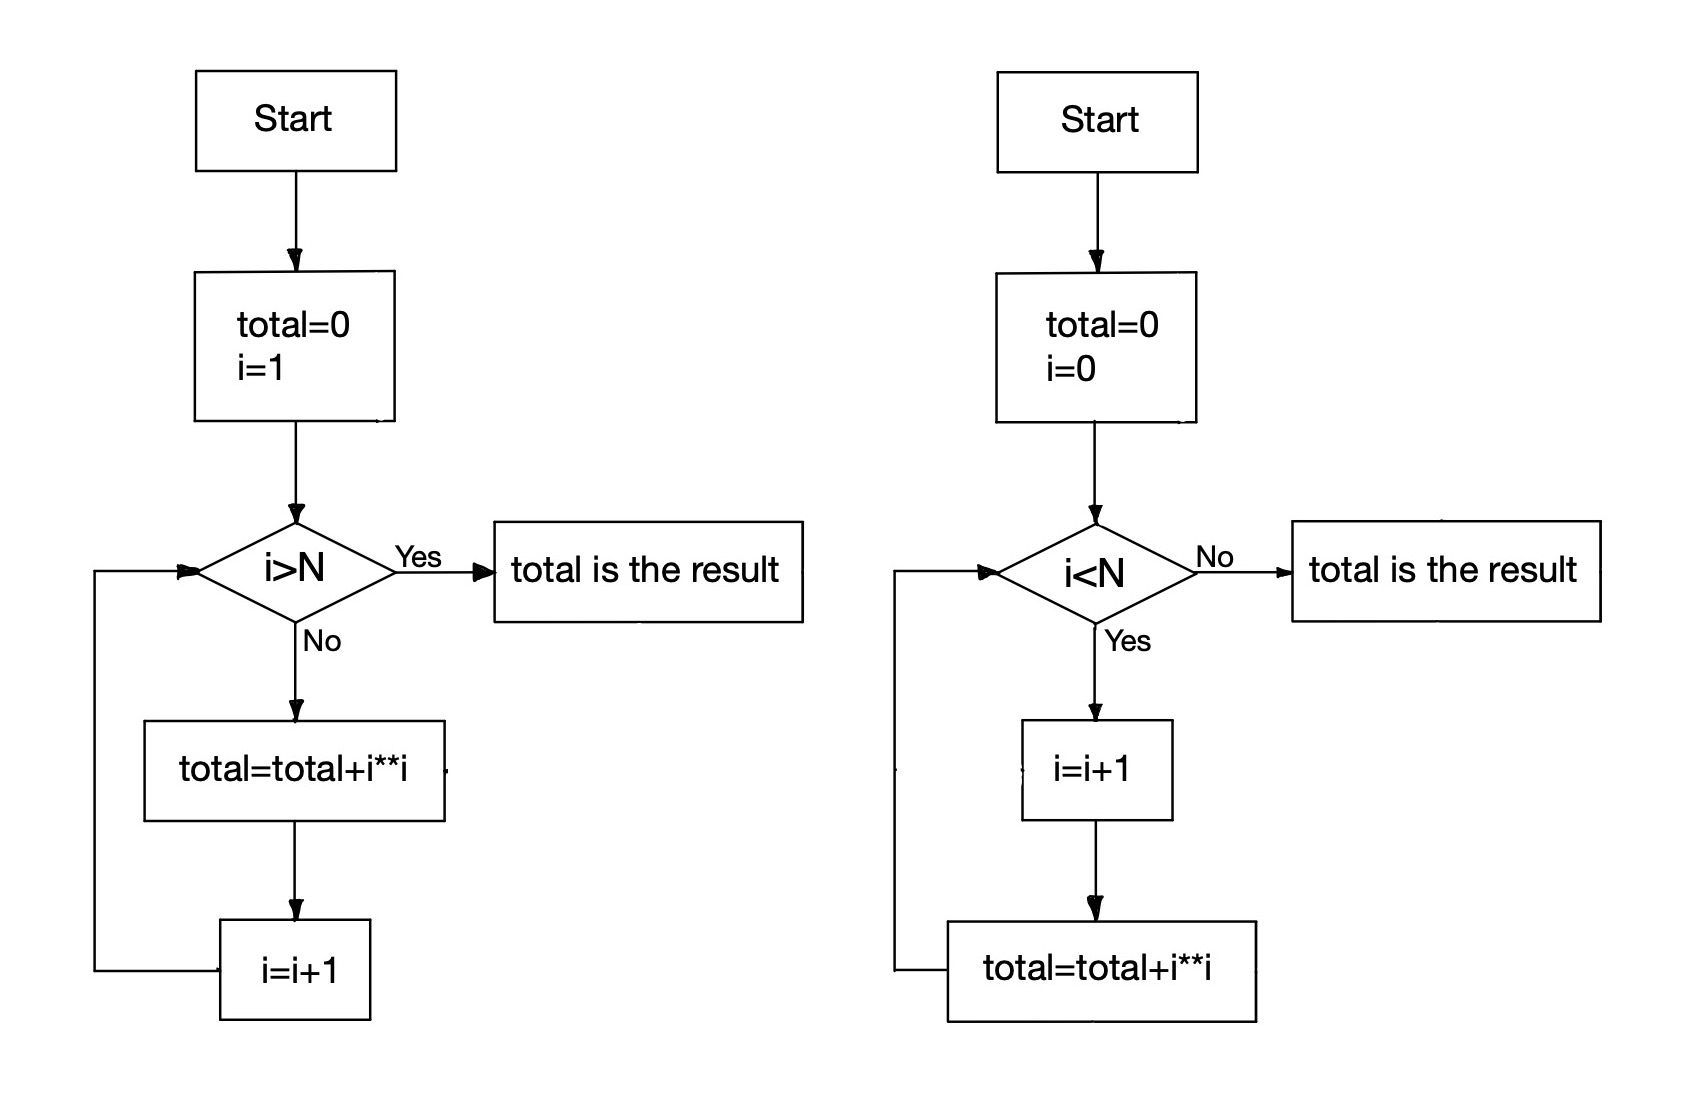 Start
total=0
i=1
i>N
Yes
total is the result
No
total=total+i**i
i=i+1
Start
total=0
i=0
i<N
No
total is the result
Yes
i=i+1
total=total+i**i